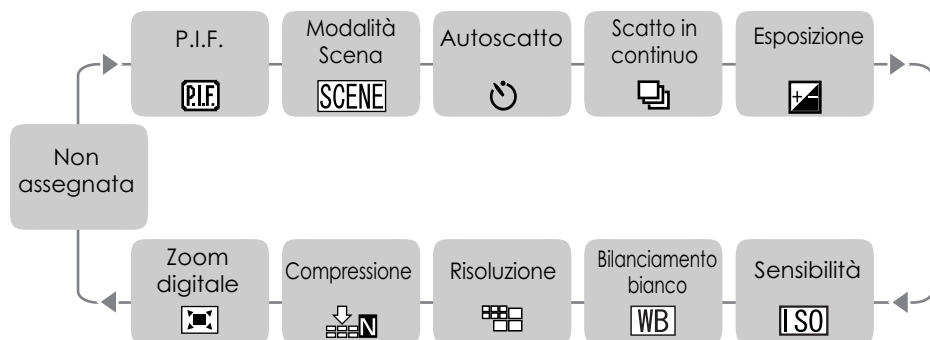 P.I.F.
P.I.F.
Modalità
Scena
SCENE
Autoscatto
Scatto in
continuo
Esposizione
+ -
Non
assegnata
Zoom
digitale
Compressione
N
Risoluzione
Bilanciamento
bianco
WB
Sensibilità
ISO